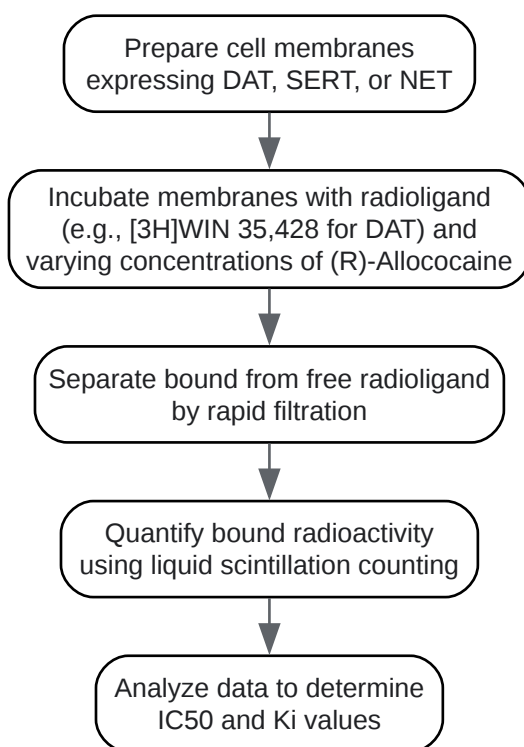 Prepare cell membranes
expressing DAT, SERT, or NET
Incubate membranes with radioligand
(e.g., [3H]WIN 35,428 for DAT) and
varying concentrations of (R)-Allococaine
Separate bound from free radioligand
by rapid filtration
Quantify bound radioactivity
using liquid scintillation counting
Analyze data to determine
IC50 and Ki values